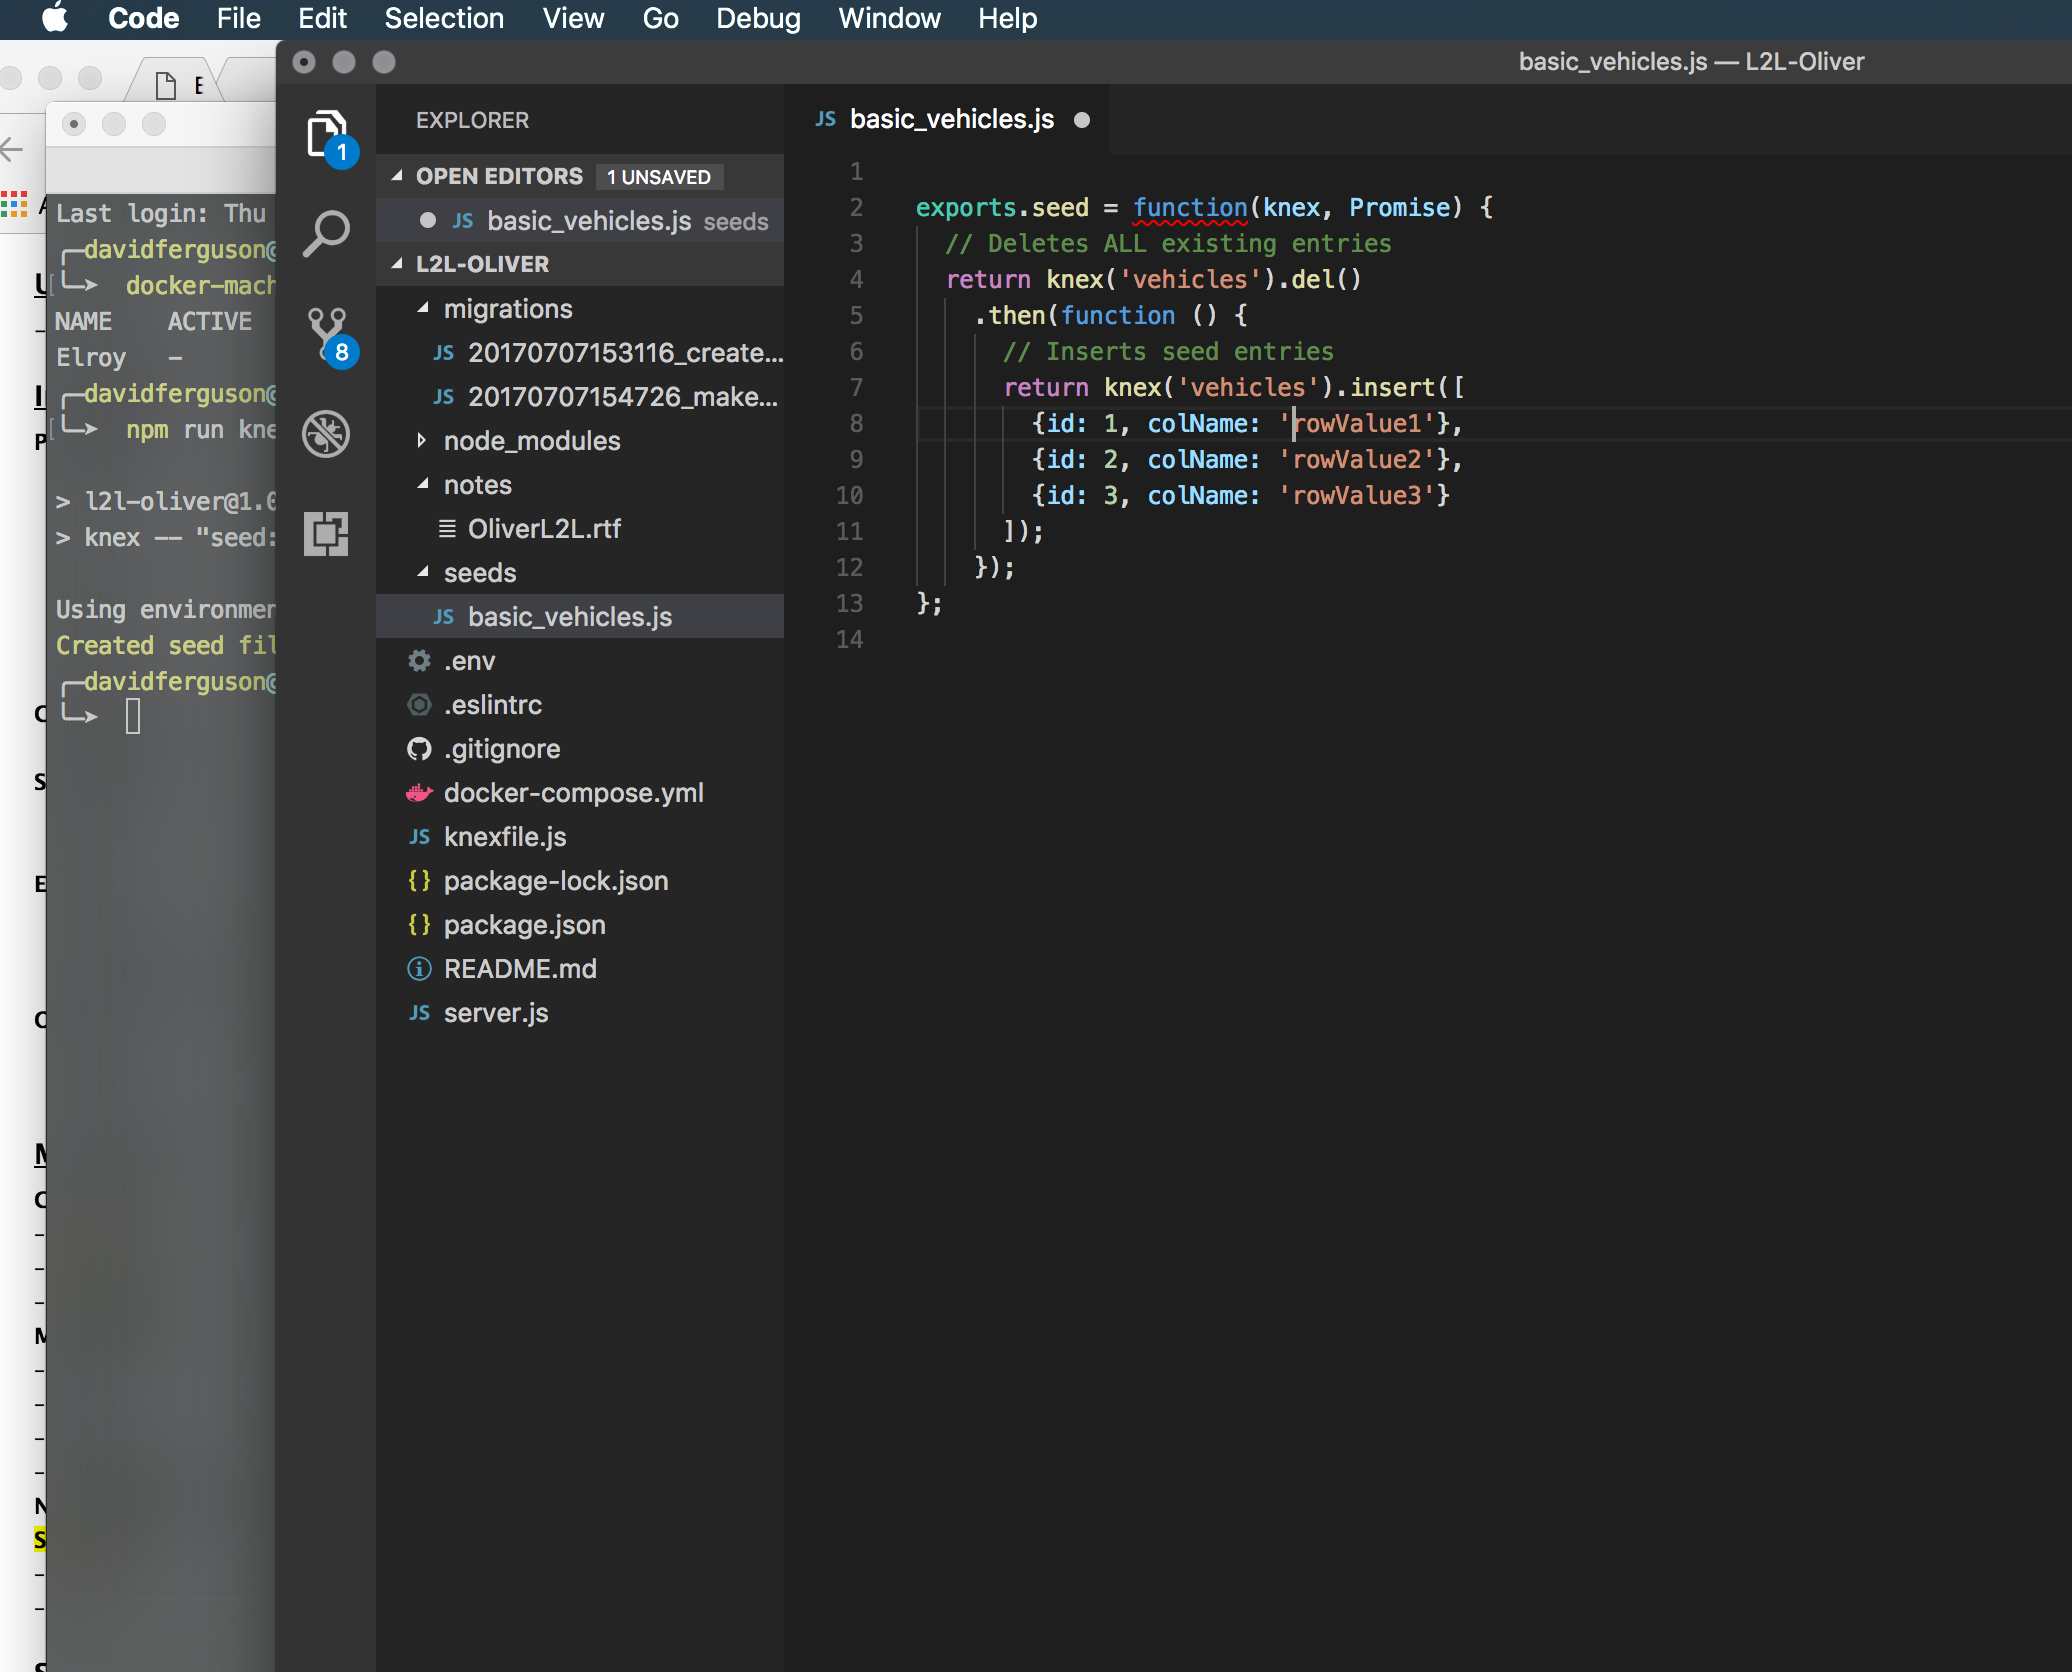 Code File Edit Selection View Go Debug Window Help
basic_vehicles.js — L2L-Oliver
Last login: Thu
davidferguson@
docker-mach
NAME ACTIVE
Elroy -
davidferguson@
npm run kne
> l2l-oliver@1.0
> knex -- "seed:
Using environmen
Created seed fil
davidferguson@
1
8
EXPLORER
OPEN EDITORS 1 UNSAVED
JS basic_vehicles.js seeds
L2L-OLIVER
migrations
JS 20170707153116_create...
JS 20170707154726_make...
node_modules
notes
OliverL2L.rtf
seeds
JS basic_vehicles.js
.env
.eslintrc
.gitignore
docker-compose.yml
JS knexfile.js
{} package-lock.json
{} package.json
README.md
JS server.js
JS basic_vehicles.js
1
2 exports.seed = function(knex, Promise) {
3 // Deletes ALL existing entries
4 return knex('vehicles').del()
5 .then(function () {
6 // Inserts seed entries
7 return knex('vehicles').insert([
8 {id: 1, colName: 'rowValue1'},
9 {id: 2, colName: 'rowValue2'},
10 {id: 3, colName: 'rowValue3'}
11 ]);
12 });
13 };
14